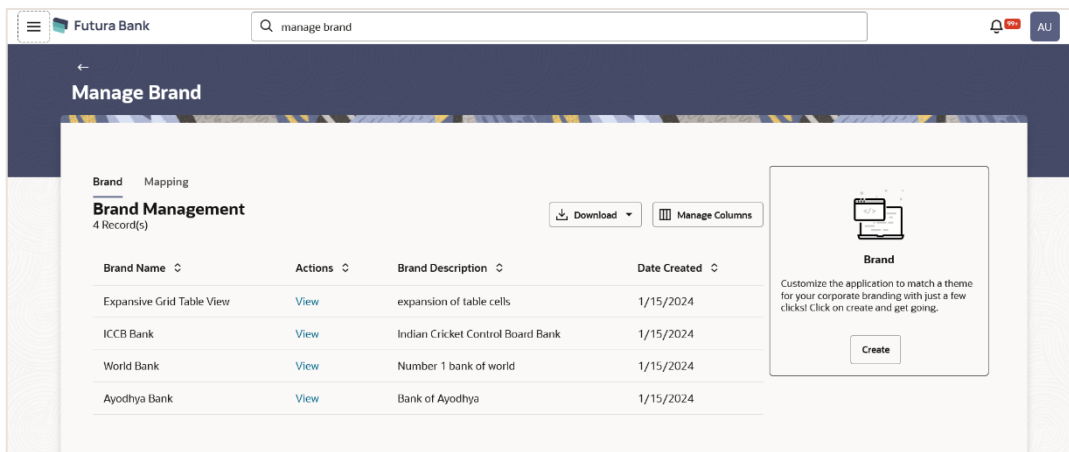 Futura Bank
manage brand
99+
AU
Manage Brand
Brand Mapping
Brand Management
4 Record(s)
Download
Manage Columns
Brand Name Actions Brand Description Date Created
Expansive Grid Table View View expansion of table cells 1/15/2024
ICCB Bank View Indian Cricket Control Board Bank 1/15/2024
World Bank View Number 1 bank of world 1/15/2024
Ayodhya Bank View Bank of Ayodhya 1/15/2024
</>
Brand
Customize the application to match a theme
for your corporate branding with just a few
clicks! Click on create and get going.
Create